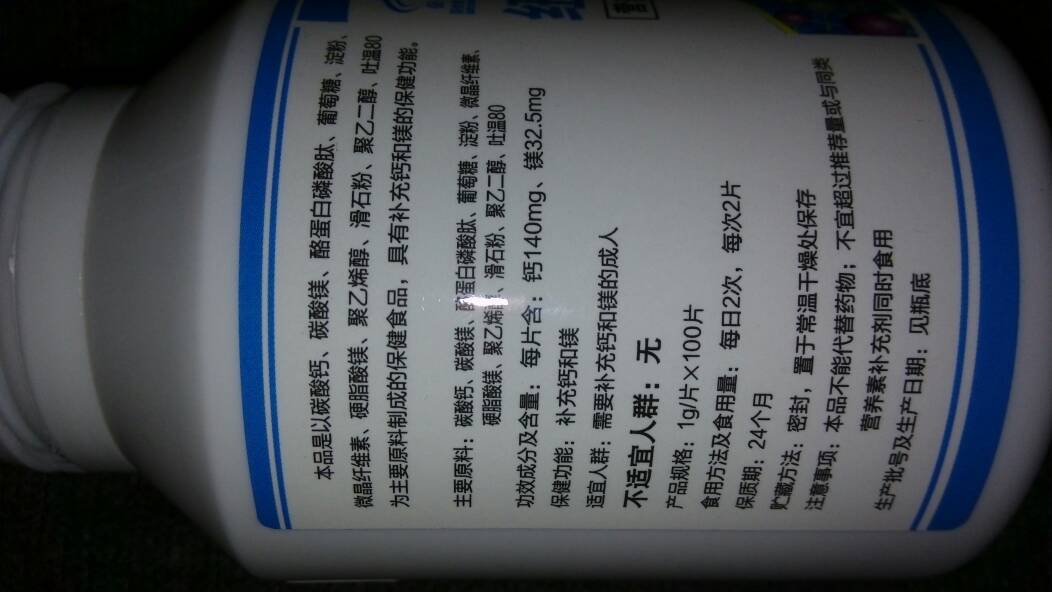 本品是以碳酸钙、碳酸镁、酪蛋白磷酸肽、葡萄糖、淀粉、
微晶纤维素、硬脂酸镁、聚乙烯醇、滑石粉、聚乙二醇、吐温80
为主要原料制成的保健食品，具有补充钙和镁的保健功能。
主要原料：碳酸钙、碳酸镁、酪蛋白磷酸肽、葡萄糖、淀粉、微晶纤维素、
硬脂酸镁、聚乙烯醇、滑石粉、聚乙二醇、吐温80
功效成分及含量：每片含：钙140mg、镁32.5mg
保健功能：补充钙和镁
适宜人群：需要补充钙和镁的成人
不适宜人群：无
产品规格：1g/片×100片
食用方法及食用量：每日2次，每次2片
保质期：24个月
贮藏方法：密封，置于常温干燥处保存
注意事项：本品不能代替药物；不宜超过推荐量或与同类
营养素补充剂同时食用
生产批号及生产日期：见瓶底